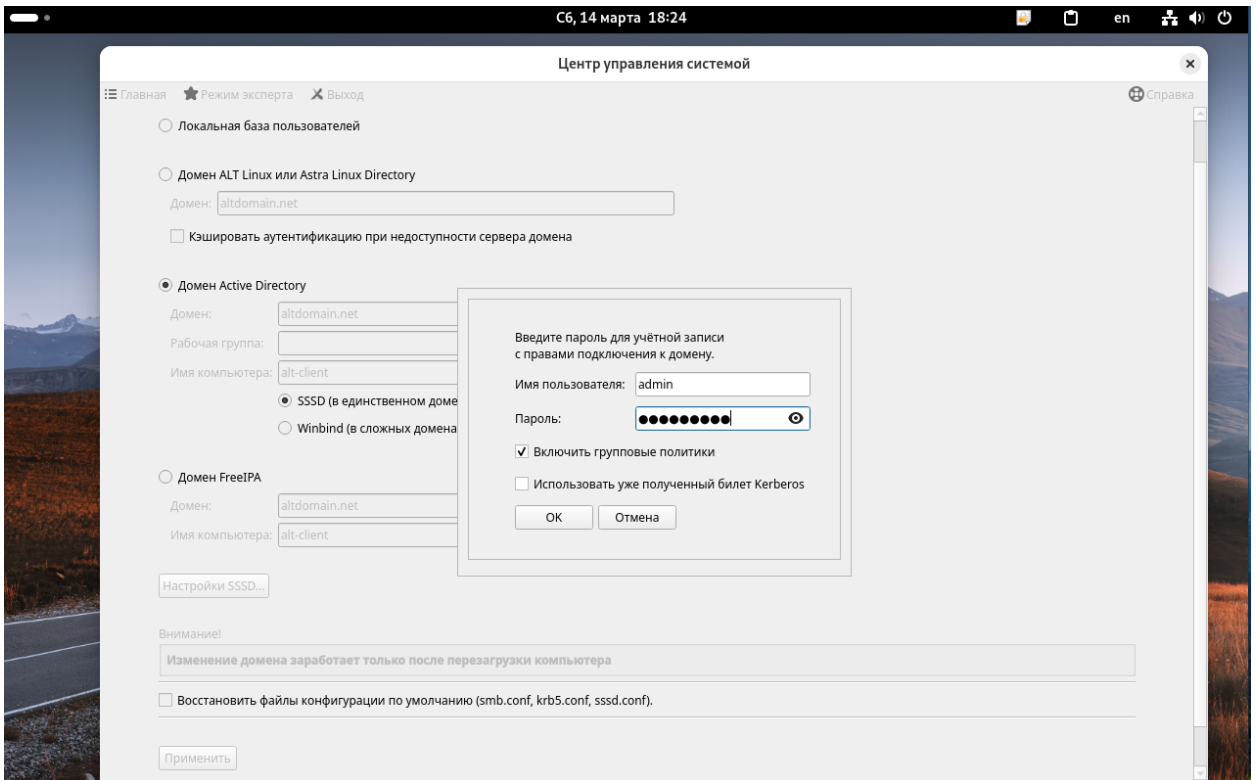 Сб, 14 марта 18:24
en
Центр управления системой
Главная Режим эксперта Выход Справка
Локальная база пользователей
Домен ALT Linux или Astra Linux Directory
Домен: altdomain.net
Кэшировать аутентификацию при недоступности сервера домена
Домен Active Directory
Домен: altdomain.net
Рабочая группа:
Имя компьютера: alt-client
SSSD (в единственном доме
Winbind (в сложных домена
Введите пароль для учётной записи
с правами подключения к домену.
Имя пользователя: admin
Пароль: ●●●●●●●●●
Включить групповые политики
Использовать уже полученный билет Kerberos
OK Отмена
Домен FreeIPA
Домен: altdomain.net
Имя компьютера: alt-client
Настройки SSSD...
Внимание!
Изменение домена заработает только после перезагрузки компьютера
Восстановить файлы конфигурации по умолчанию (smb.conf, krb5.conf, sssd.conf).
Применить